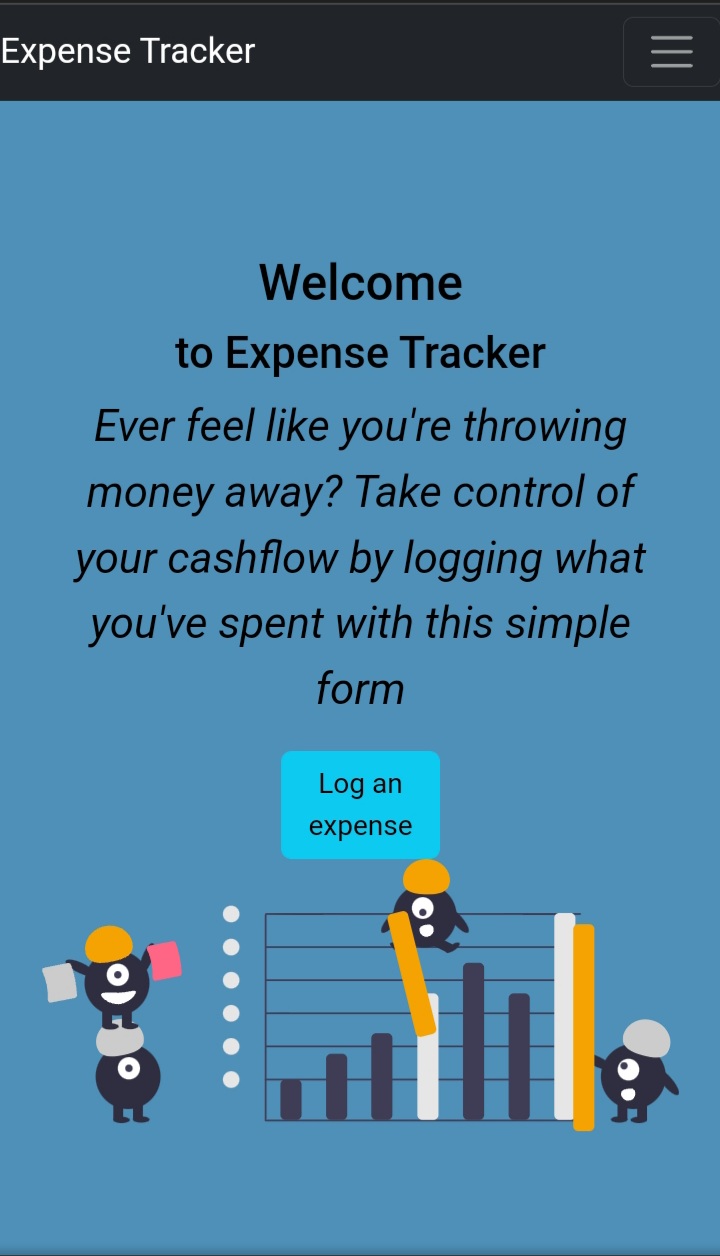 Expense Tracker
Welcome
to Expense Tracker
Ever feel like you're throwing
money away? Take control of
your cashflow by logging what
you've spent with this simple
form
Log an
expense